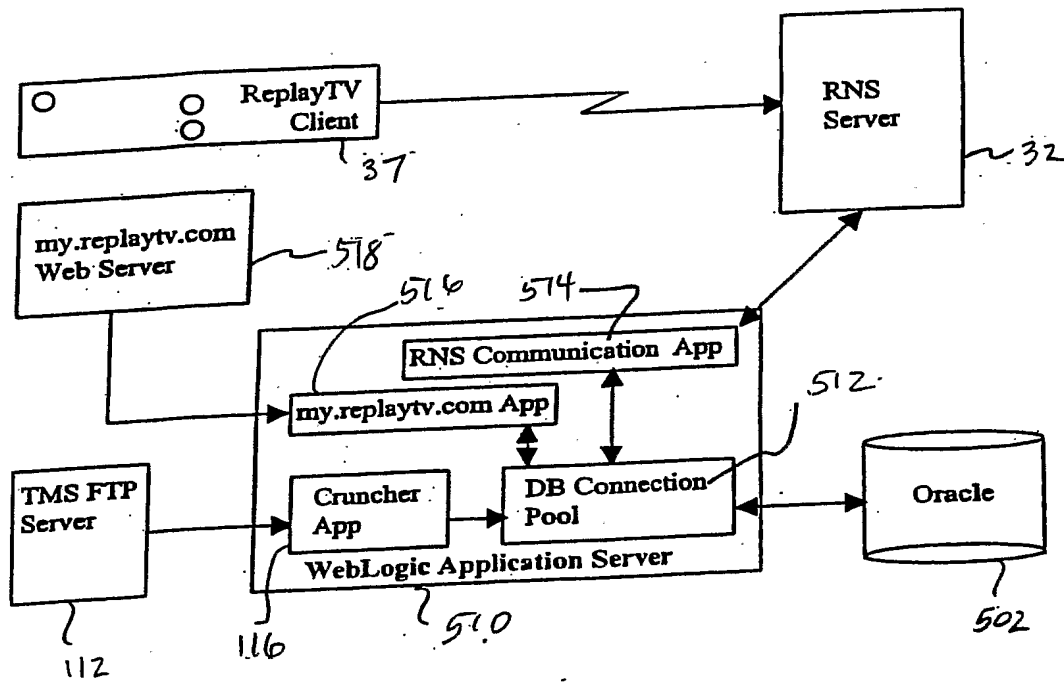 ReplayTV
Client
37
RNS
Server
32
my.replaytv.com
Web Server
518
516
514
RNS Communication App
512
my.replaytv.com App
TMS FTP
Server
Cruncher
App
DB Connection
Pool
Oracle
WebLogic Application Server
112
116
510
502